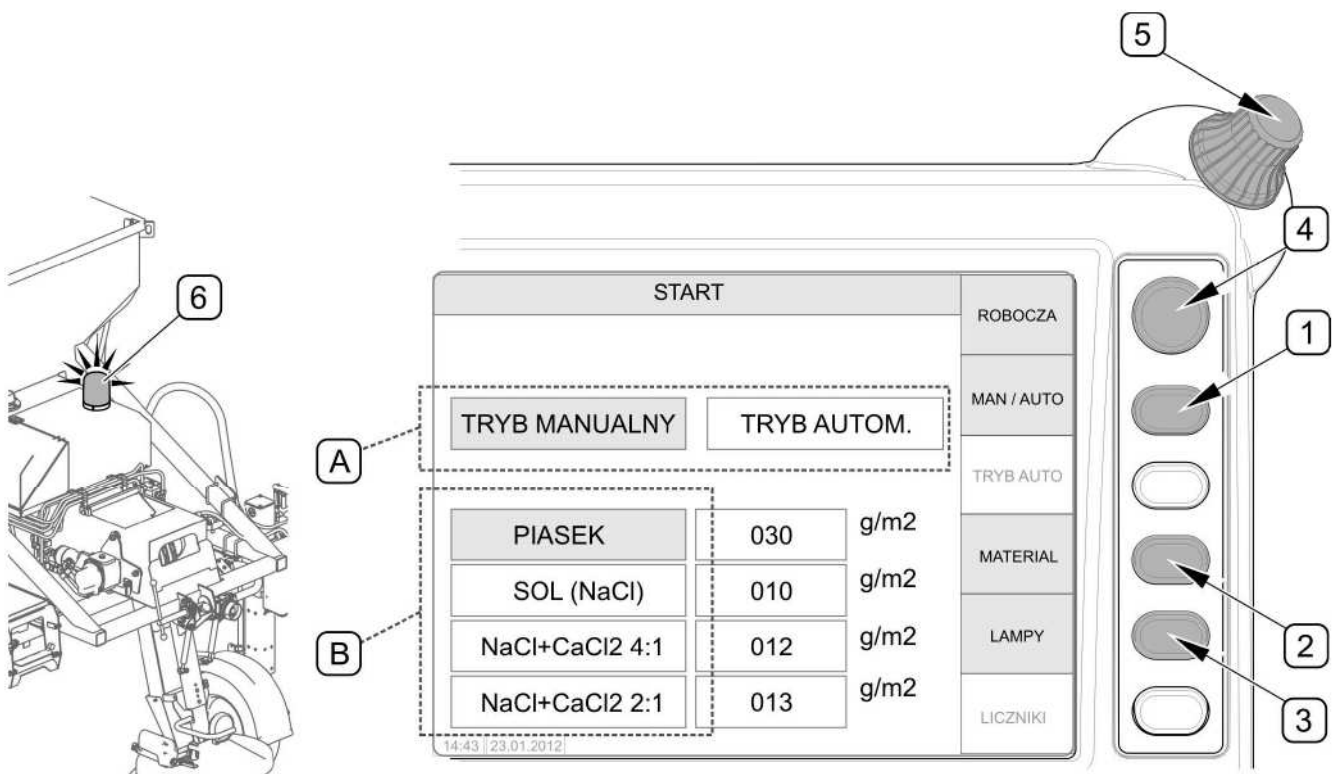 5
4
6
START
ROBOCZA
1
TRYB MANUALNY TRYB AUTOM.
MAN / AUTO
A
TRYB AUTO
PIASEK 030 g/m2
MATERIAL
SOL (NaCl) 010 g/m2
NaCl+CaCl2 4:1 012 g/m2
LAMPY
2
B
NaCl+CaCl2 2:1 013 g/m2
LICZNIKI
3
14:43 23.01.2012